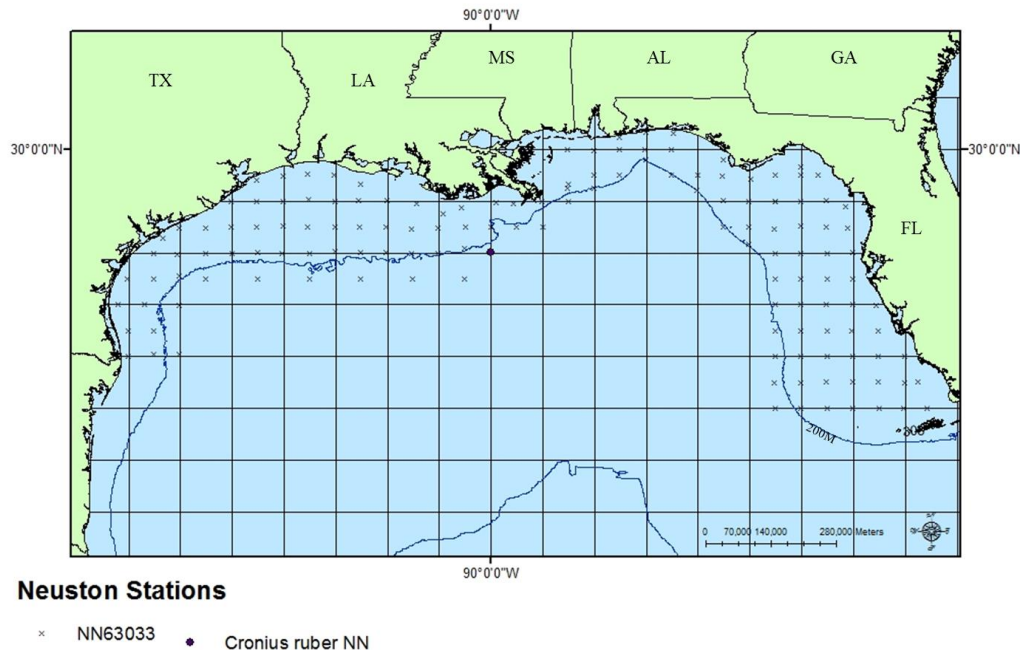 90°0'0"W
TX
LA
MS
AL
GA
30°0'0"N
30°0'0"N
FL
200M
0 70,000 140,000 280,000 Meters
90°0'0"W
Neuston Stations
NN63033
Cronius ruber NN